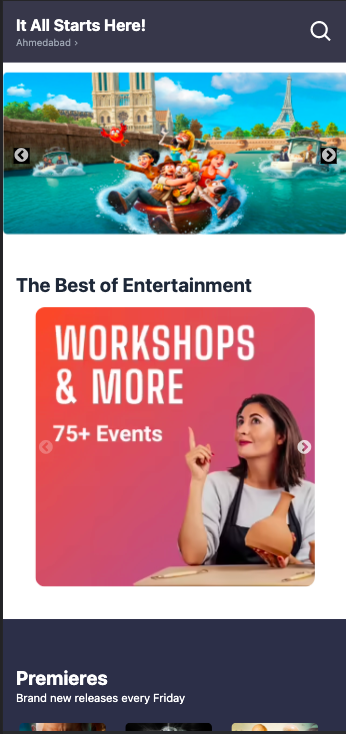 It All Starts Here!
Ahmedabad ›
The Best of Entertainment
WORKSHOPS
& MORE
75+ Events
Premieres
Brand new releases every Friday